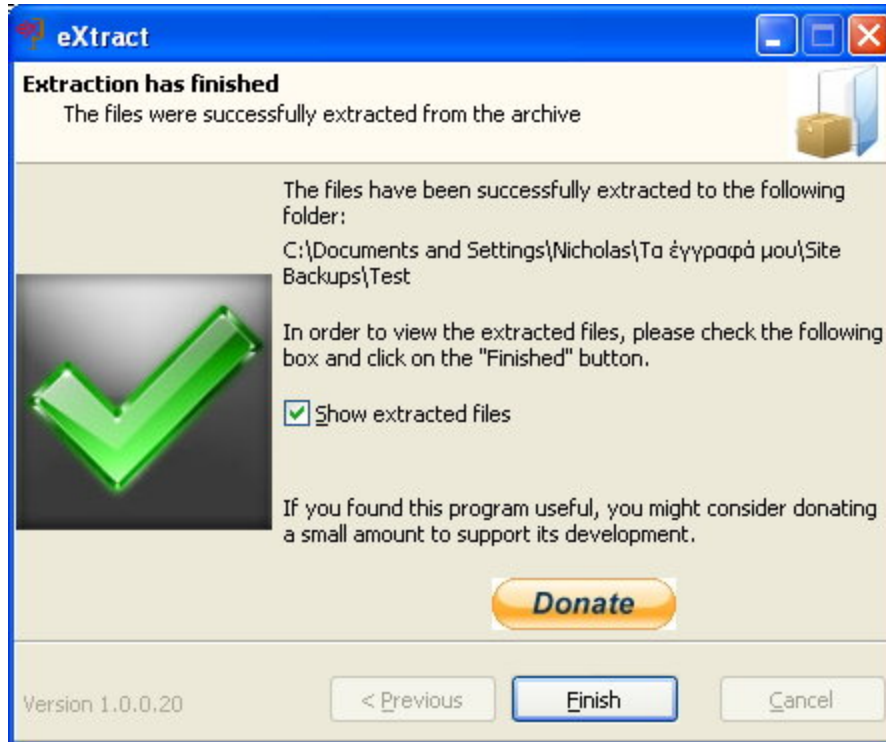 eXtract
Extraction has finished
The files were successfully extracted from the archive
The files have been successfully extracted to the following
folder:
C:\Documents and Settings\Nicholas\Τα έγγραφά μου\Site
Backups\Test
In order to view the extracted files, please check the following
box and click on the "Finished" button.
Show extracted files
If you found this program useful, you might consider donating
a small amount to support its development.
Donate
Version 1.0.0.20
< Previous
Finish
Cancel